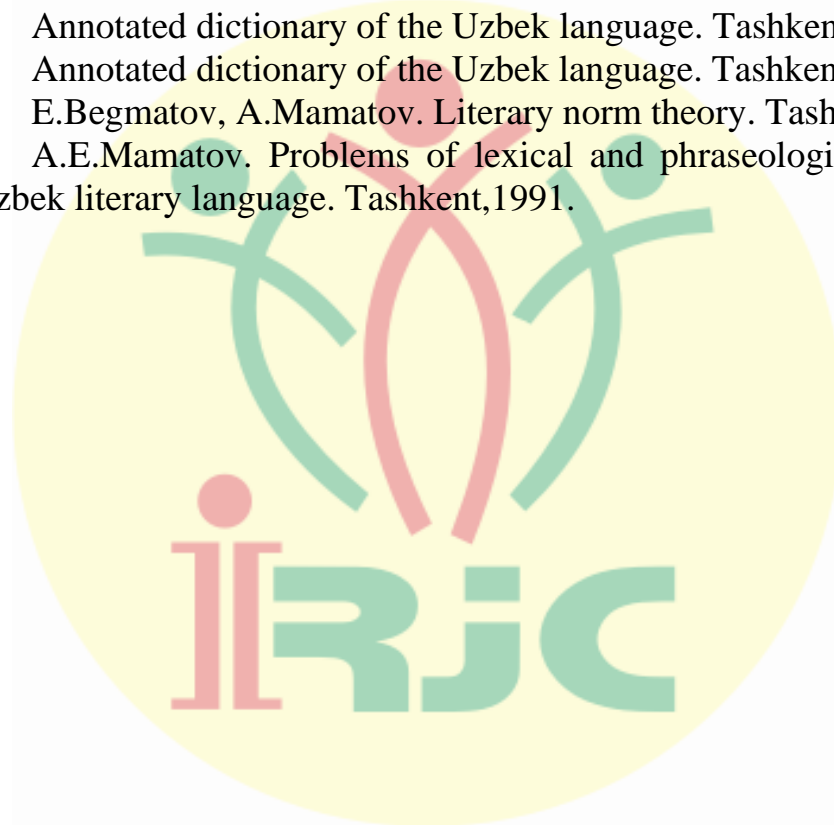 Annotated dictionary of the Uzbek language. Tashken
Annotated dictionary of the Uzbek language. Tashken
E.Begmatov, A.Mamatov. Literary norm theory. Tash
A.E.Mamatov. Problems of lexical and phraseologi
zbek literary language. Tashkent,1991.
iRjC